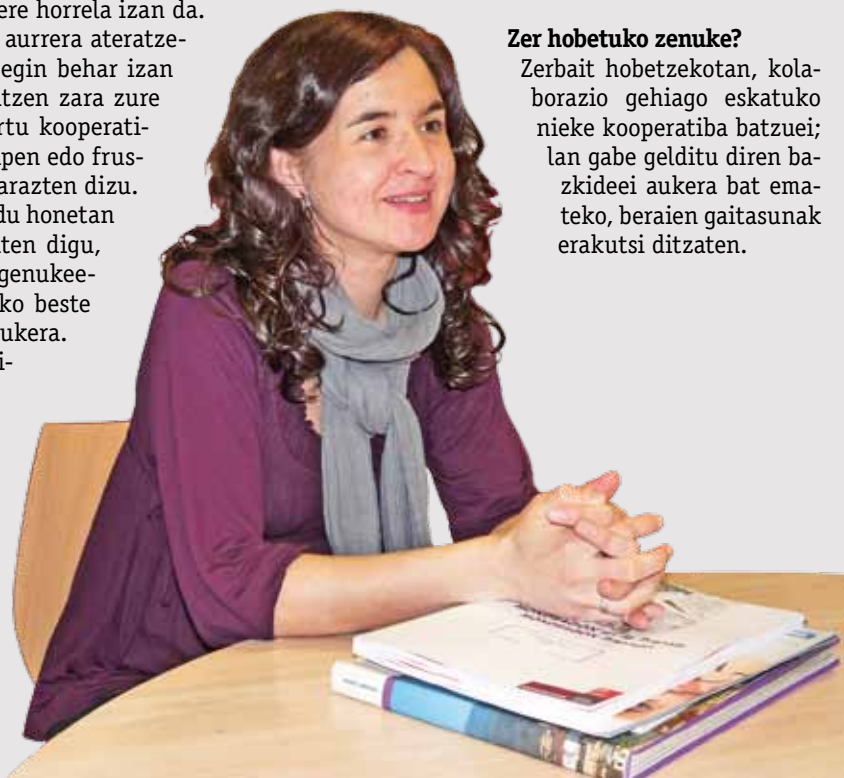 ere horrela izan da.
aurrera ateratze-
egin behar izan
tzen zara zure
rtu kooperati-
pen edo frus-
arazten dizu.
du honetan
ten digu,
genukee-
ko beste
ukera.
i-
Zer hobetuko zenuke?
Zerbait hobetzekotan, kola-
borazio gehiago eskatuko
nieke kooperatiba batzuei;
lan gabe gelditu diren ba-
zkideei aukera bat ema-
teko, beraien gaitasunak
erakutsi ditzaten.